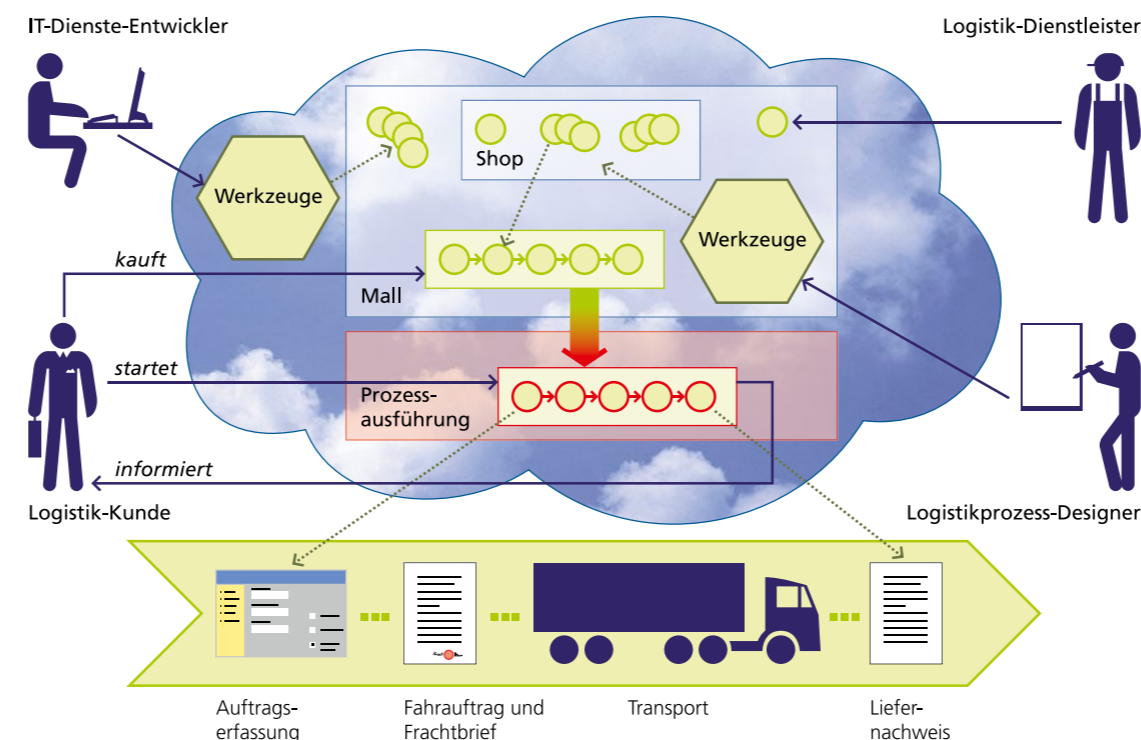 IT-Dienste-Entwickler
Logistik-Dienstleister
Shop
Werkzeuge
Werkzeuge
kauft
Mall
startet
Prozess-
ausführung
informiert
Logistik-Kunde
Logistikprozess-Designer
Auftrags-
erfassung
Fahrauftrag und
Frachtbrief
Transport
Liefer-
nachweis